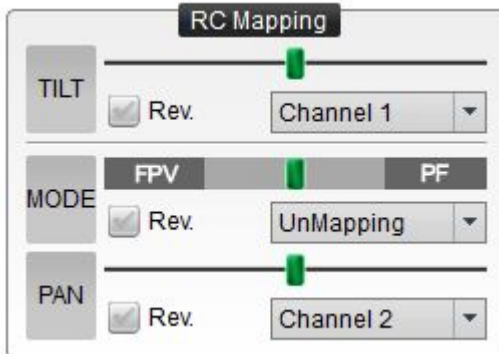 RC Mapping
TILT
Rev. Channel 1
FPV PF
MODE
Rev. UnMapping
PAN
Rev. Channel 2